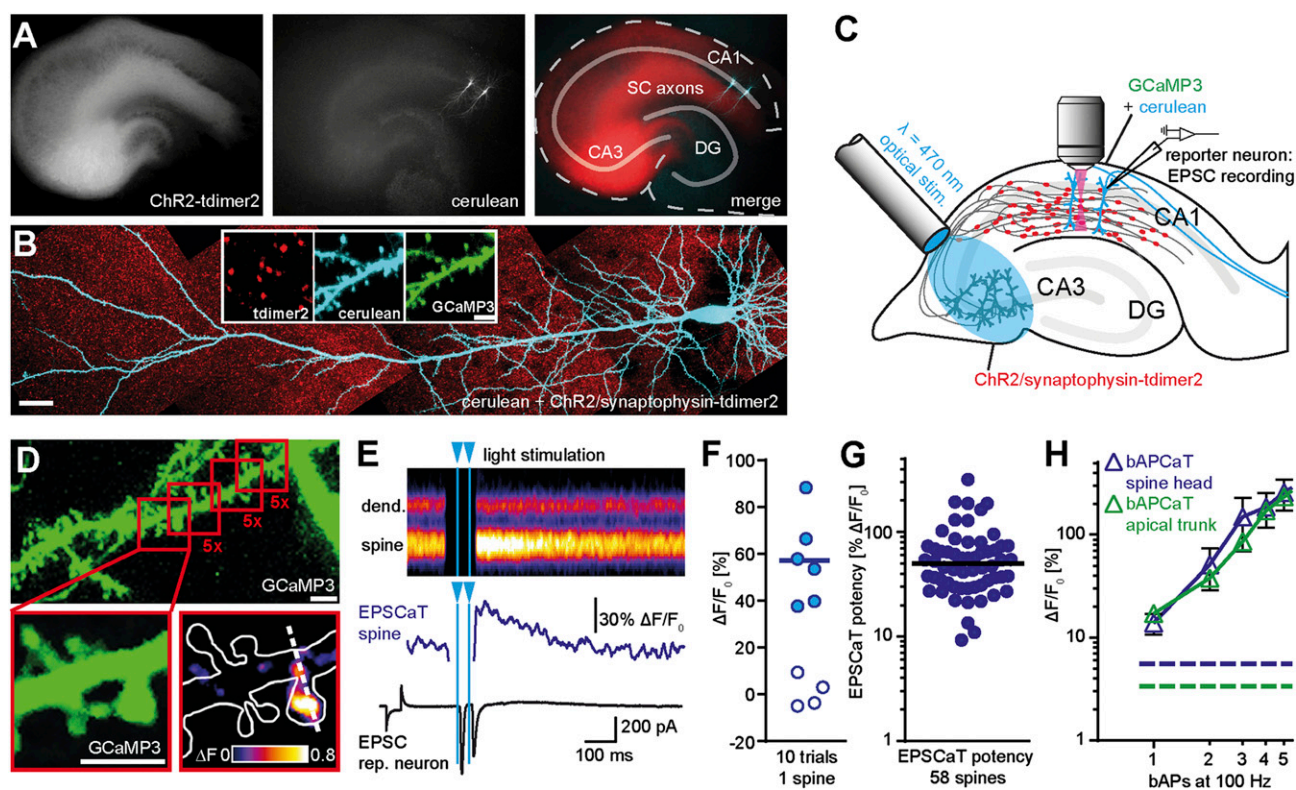 A
ChR2-tdimer2
cerulean
CA1
SC axons
CA3
DG
merge
B
tdimer2
cerulean
GCaMP3
cerulean + ChR2/synaptophysin-tdimer2
C
GCaMP3
+ cerulean
λ = 470 nm
optical stim.
reporter neuron:
EPSC recording
CA1
CA3
DG
ChR2/synaptophysin-tdimer2
D
5x
5x
5x
GCaMP3
GCaMP3
ΔF 0
0.8
E
light stimulation
dend.
spine
EPSCaT
spine
30% ΔF/F₀
EPSC
rep. neuron
200 pA
100 ms
F
ΔF/F₀ [%]
100
80
60
40
20
0
-20
10 trials
1 spine
G
EPSCaT potency [% ΔF/F₀]
100
10
1
EPSCaT potency
58 spines
H
bAPCaT
spine head
bAPCaT
apical trunk
ΔF/F₀ [%]
100
10
1
1
2
3
4
5
bAPs at 100 Hz